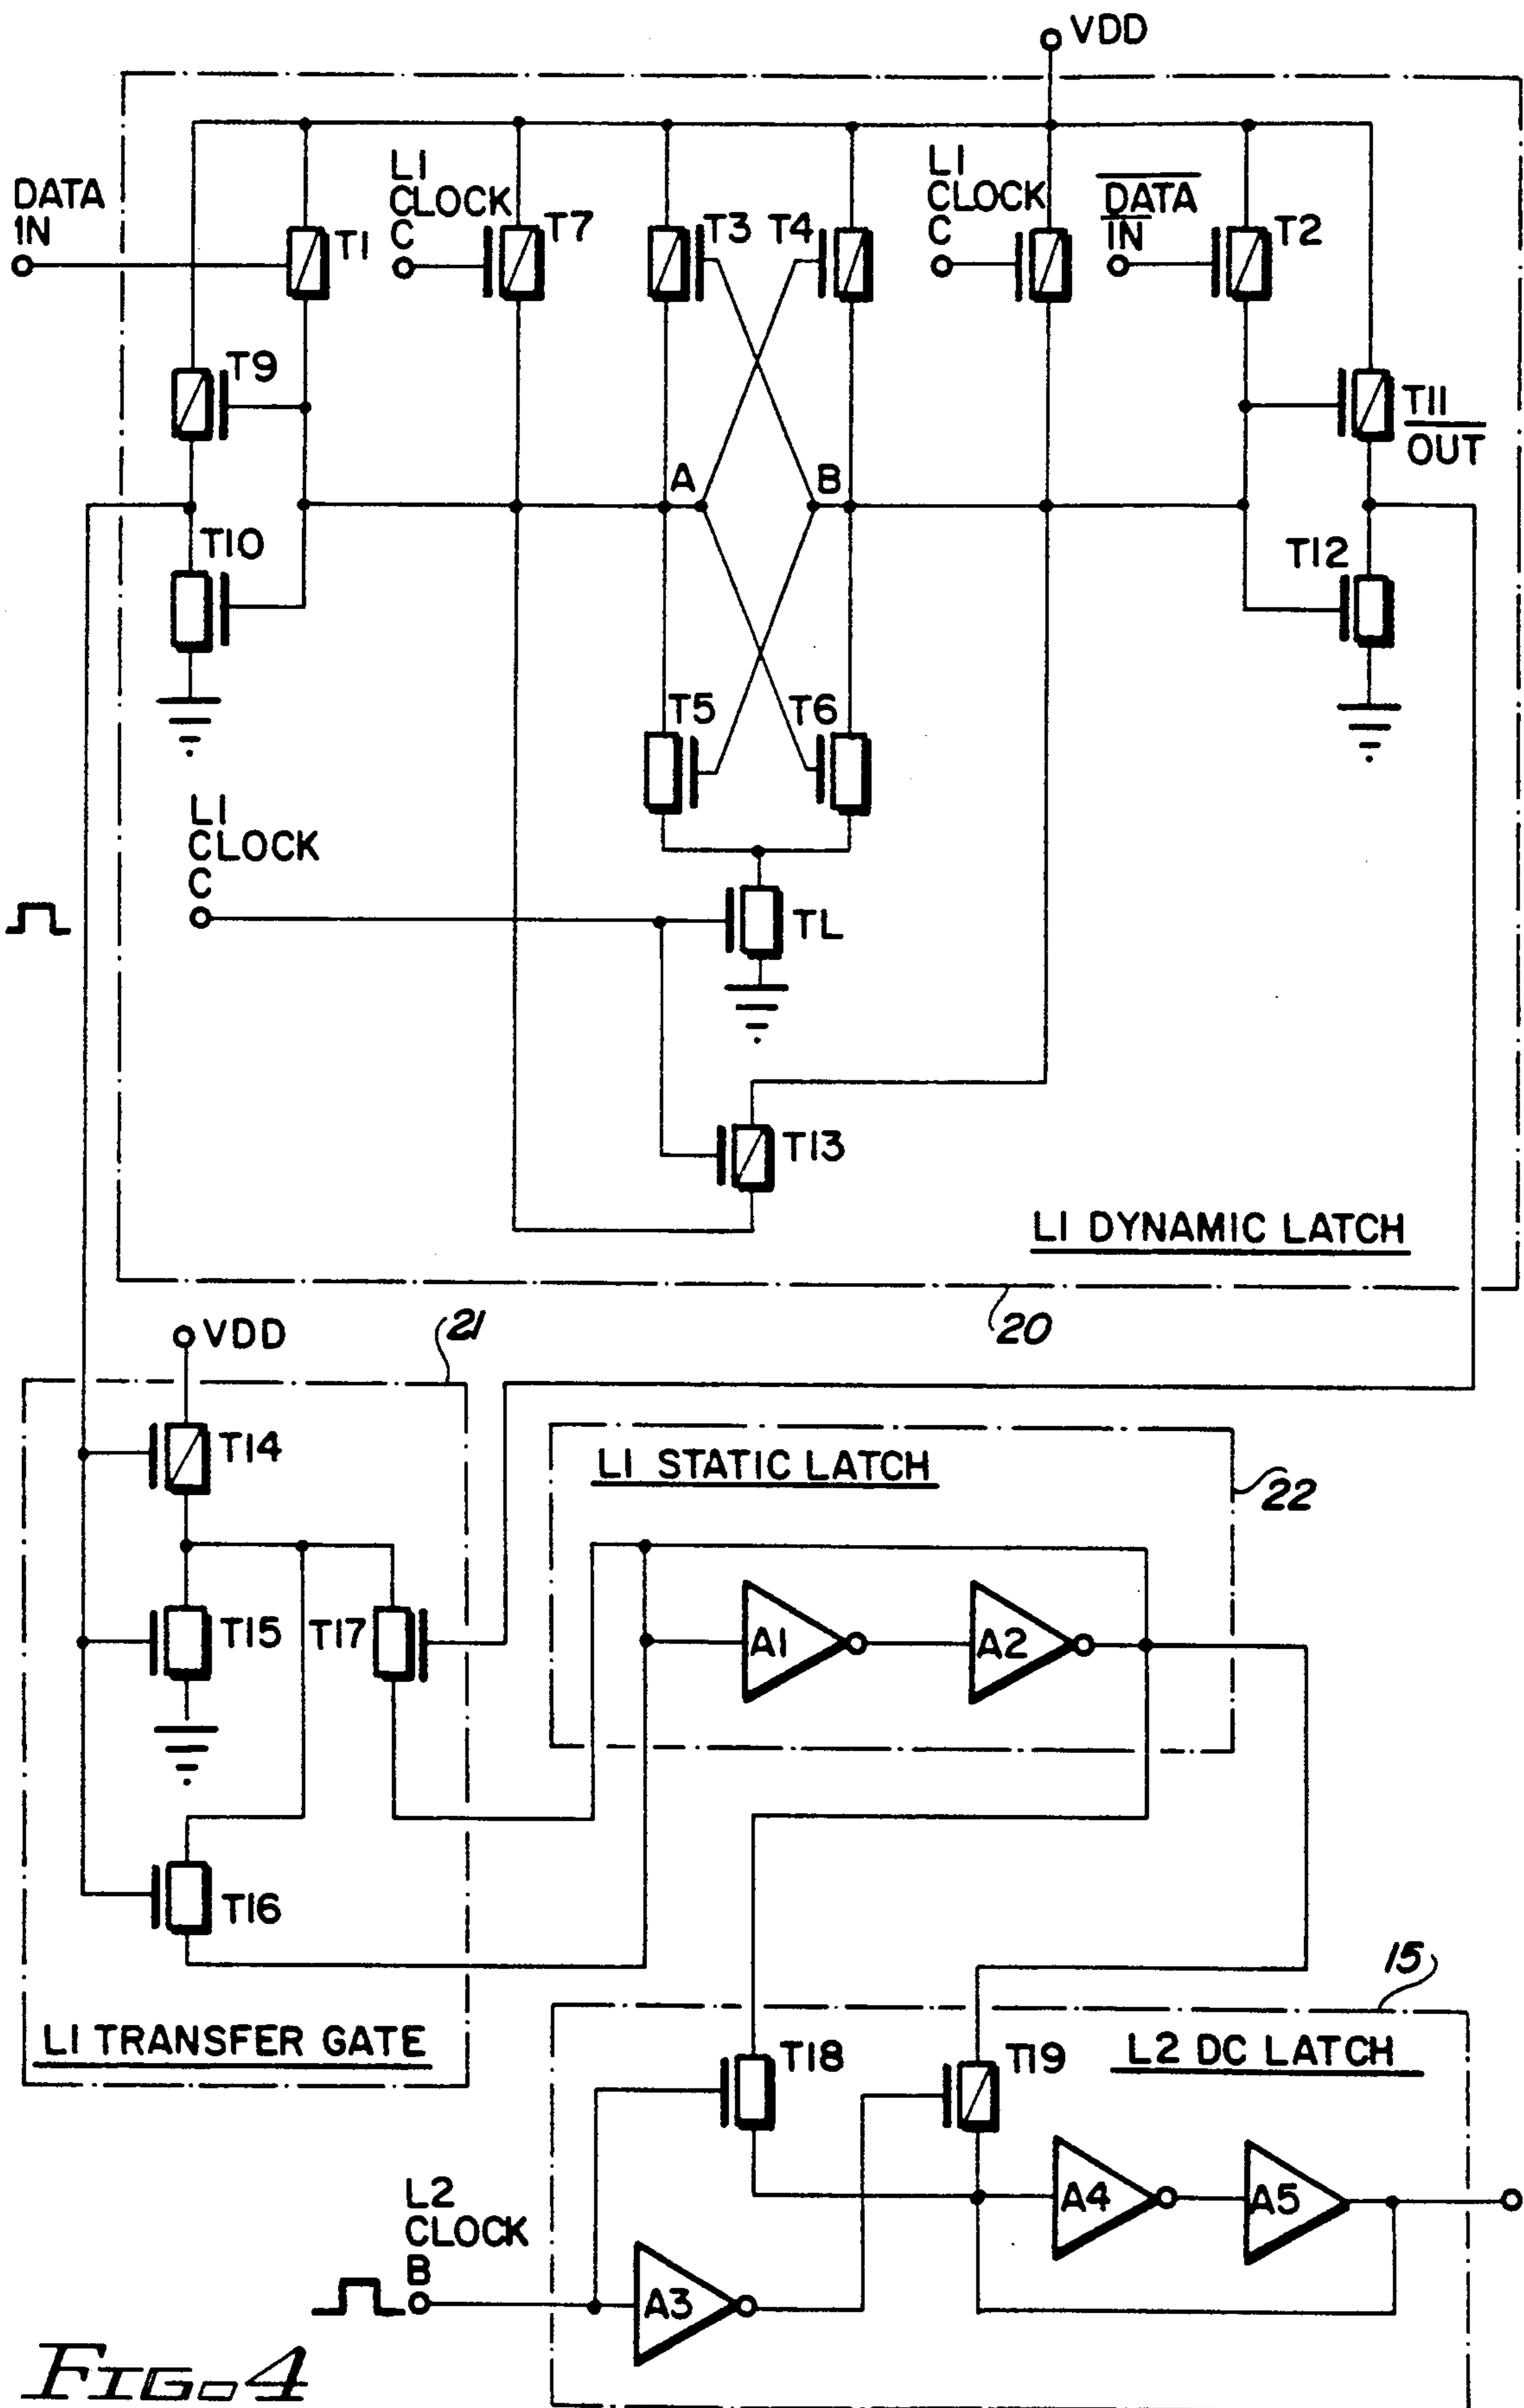 VDD
DATA
IN
T1
L1
CLOCK
C
T7
T3
T4
L1
CLOCK
C
DATA
IN
T2
T9
T11
OUT
A
B
T10
T12
T5
T6
L1
CLOCK
C
TL
T13
L1 DYNAMIC LATCH
20
VDD
21
T14
L1 STATIC LATCH
22
T15
T17
A1
A2
T16
15
L1 TRANSFER GATE
T18
T19
L2 DC LATCH
L2
CLOCK
B
A3
A4
A5
FIG. 4